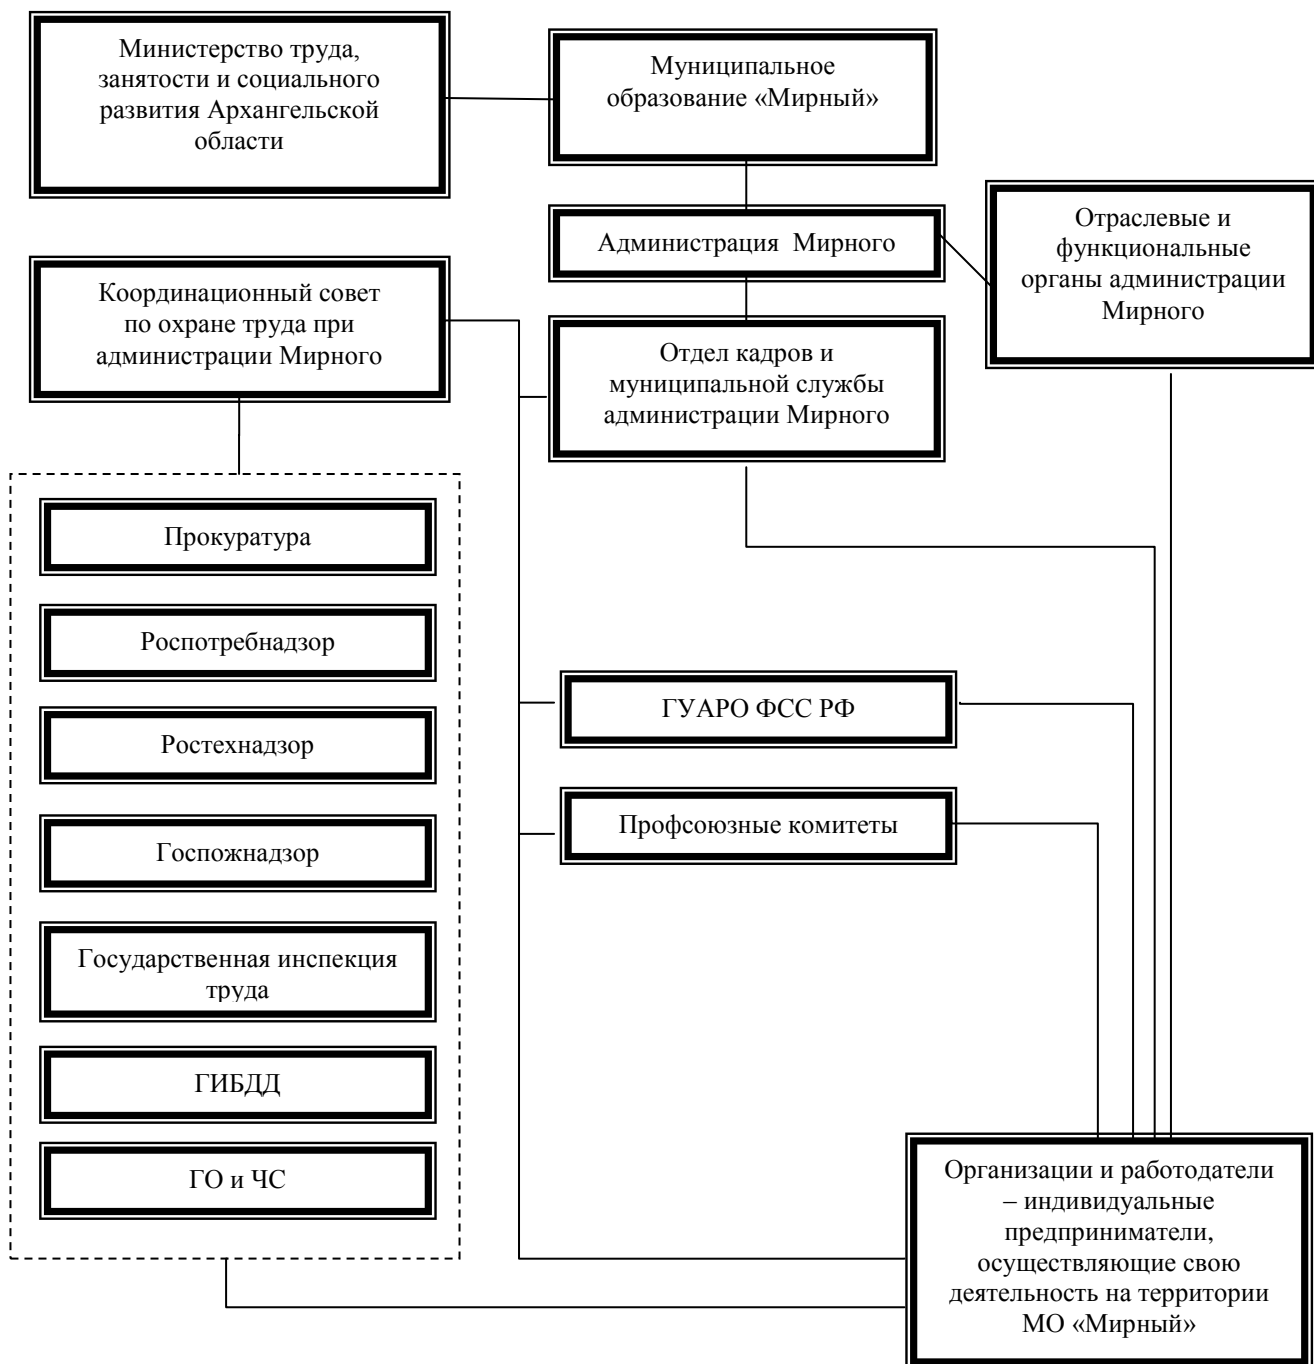 Министерство труда,
занятости и социального
развития Архангельской
области
Муниципальное
образование «Мирный»
Администрация Мирного
Отраслевые и
функциональные
органы администрации
Мирного
Координационный совет
по охране труда при
администрации Мирного
Отдел кадров и
муниципальной службы
администрации Мирного
Прокуратура
Роспотребнадзор
Ростехнадзор
Госпожнадзор
Государственная инспекция
труда
ГИБДД
ГО и ЧС
ГУАРО ФСС РФ
Профсоюзные комитеты
Организации и работодатели
– индивидуальные
предприниматели,
осуществляющие свою
деятельность на территории
МО «Мирный»